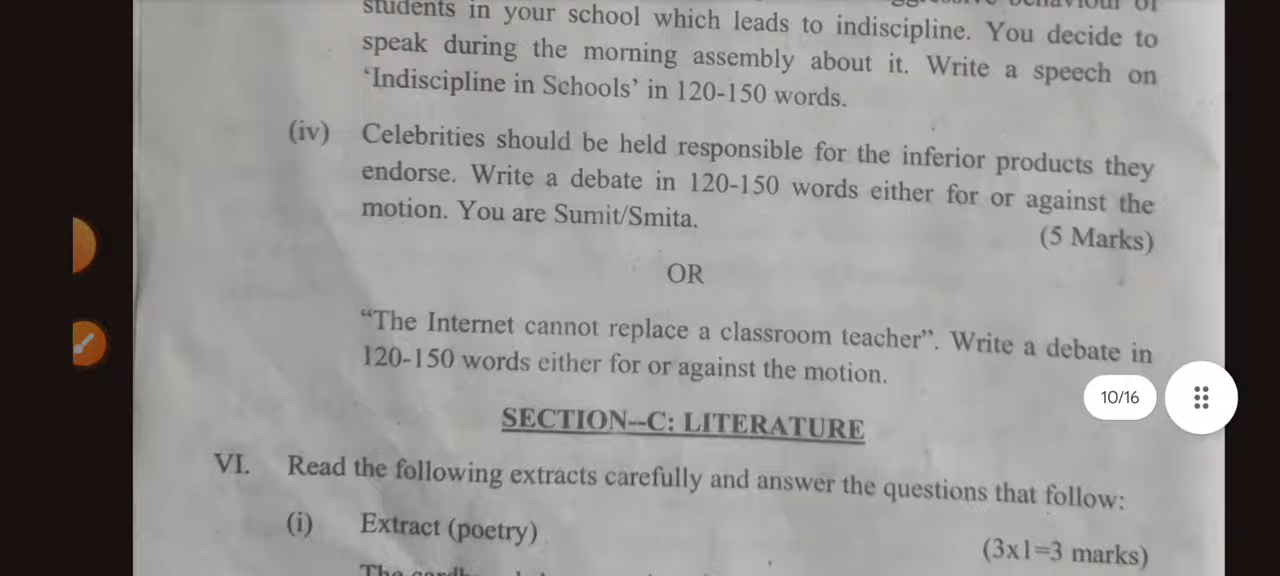 students in your school which leads to indiscipline. You decide to
speak during the morning assembly about it. Write a speech on
‘Indiscipline in Schools’ in 120-150 words.
(iv) Celebrities should be held responsible for the inferior products they
endorse. Write a debate in 120-150 words either for or against the
motion. You are Sumit/Smita.
(5 Marks)
OR
“The Internet cannot replace a classroom teacher”. Write a debate in
120-150 words either for or against the motion.
10/16
SECTION--C: LITERATURE
VI. Read the following extracts carefully and answer the questions that follow:
(i) Extract (poetry)
(3x1=3 marks)
The